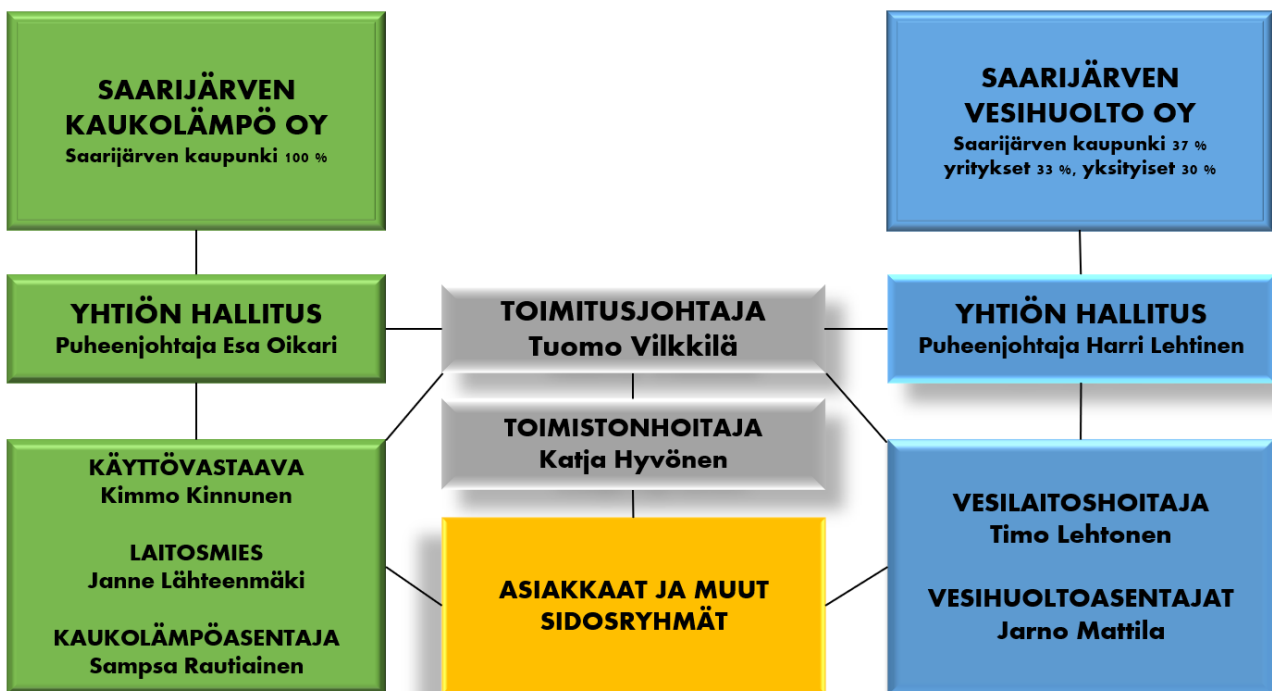 SAARIJÄRVEN
KAUKOLÄMPÖ OY
Saarijärven kaupunki 100 %
SAARIJÄRVEN
VESIHUOLTO OY
Saarijärven kaupunki 37 %
yritykset 33 %, yksityiset 30 %
YHTIÖN HALLITUS
Puheenjohtaja Esa Oikari
TOIMITUSJOHTAJA
Tuomo Vilkkilä
YHTIÖN HALLITUS
Puheenjohtaja Harri Lehtinen
TOIMISTONHOITAJA
Katja Hyvönen
KÄYTTÖVASTAAVA
Kimmo Kinnunen
LAITOSMIES
Janne Lähteenmäki
KAUKOLÄMPÖASENTAJA
Sampsa Rautiainen
ASIAKKAAT JA MUUT
SIDOSRYHMÄT
VESILAITOSHOITAJA
Timo Lehtonen
VESIHUOLTOASENTAJAT
Jarno Mattila